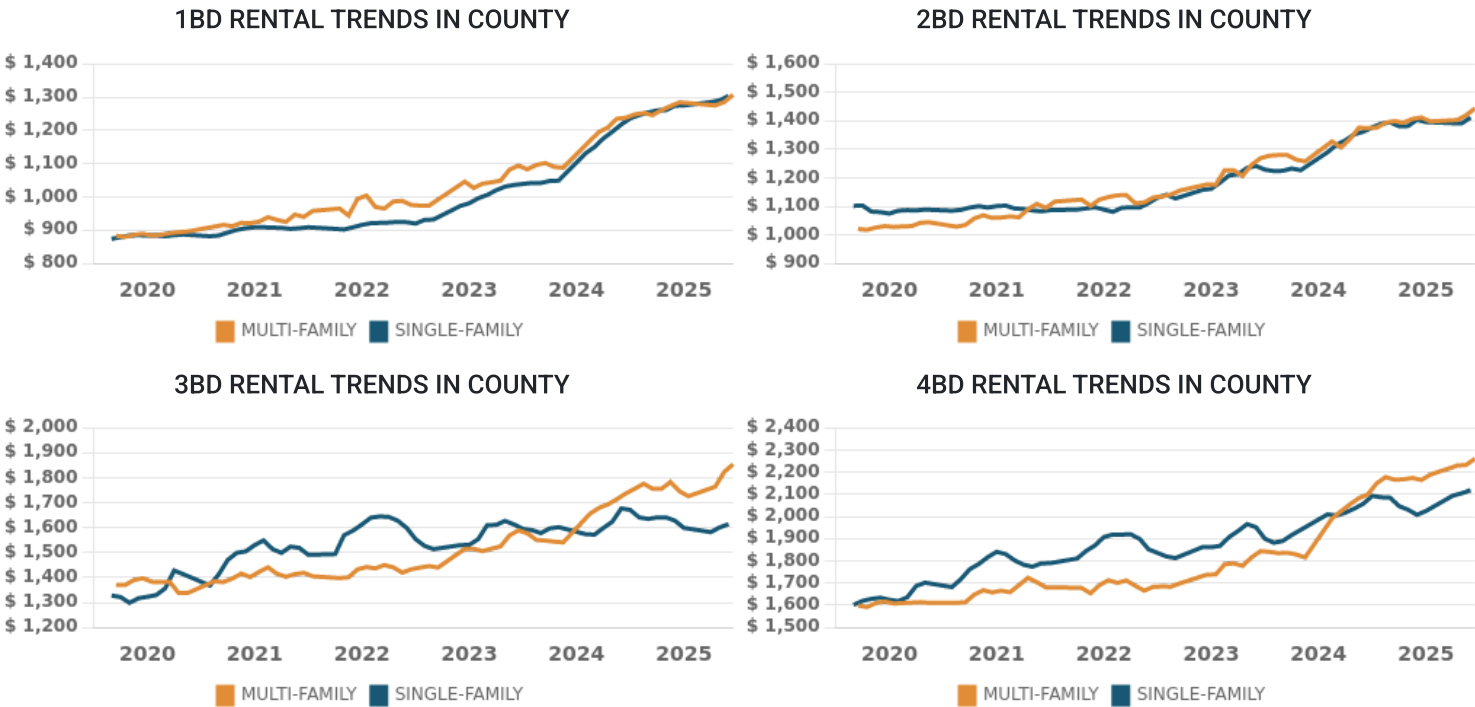 1BD RENTAL TRENDS IN COUNTY
$ 1,400
$ 1,300
$ 1,200
$ 1,100
$ 1,000
$ 900
$ 800
2020 2021 2022 2023 2024 2025
MULTI-FAMILY SINGLE-FAMILY
2BD RENTAL TRENDS IN COUNTY
$ 1,600
$ 1,500
$ 1,400
$ 1,300
$ 1,200
$ 1,100
$ 1,000
$ 900
2020 2021 2022 2023 2024 2025
MULTI-FAMILY SINGLE-FAMILY
3BD RENTAL TRENDS IN COUNTY
$ 2,000
$ 1,900
$ 1,800
$ 1,700
$ 1,600
$ 1,500
$ 1,400
$ 1,300
$ 1,200
2020 2021 2022 2023 2024 2025
MULTI-FAMILY SINGLE-FAMILY
4BD RENTAL TRENDS IN COUNTY
$ 2,400
$ 2,300
$ 2,200
$ 2,100
$ 2,000
$ 1,900
$ 1,800
$ 1,700
$ 1,600
$ 1,500
2020 2021 2022 2023 2024 2025
MULTI-FAMILY SINGLE-FAMILY